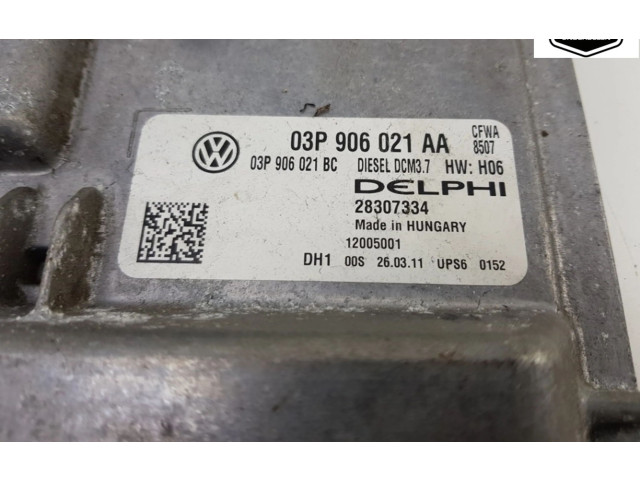 03P 906 021 AA CFWA
8507
03P 906 021 BC DIESEL DCM3.7 HW: H06
DELPHI
28307334
Made in HUNGARY
12005001
DH1 00S 26.03.11 UPS6 0152